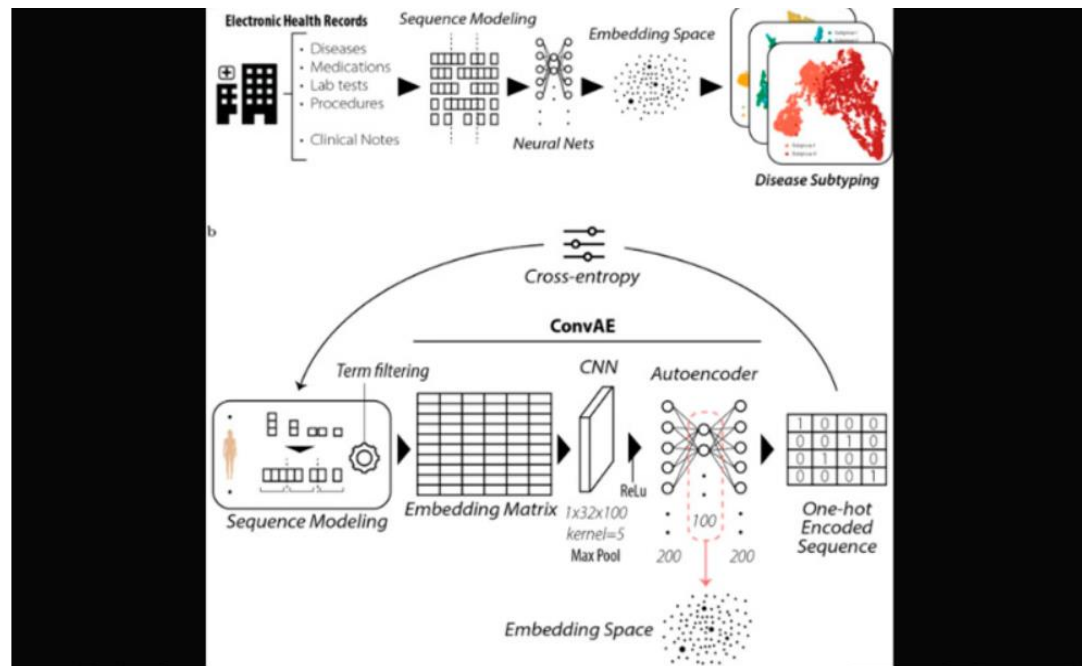 Electronic Health Records
Diseases
Medications
Lab tests
Procedures
Clinical Notes
Sequence Modeling
Neural Nets
Embedding Space
Disease Subtyping
b
Cross-entropy
ConvAE
Term filtering
CNN
Autoencoder
Sequence Modeling
Embedding Matrix
1x32x100
kernel=5
Max Pool
ReLu
200
100
200
1 0 0 0
0 0 1 0
0 1 0 0
0 0 0 1
One-hot
Encoded
Sequence
Embedding Space